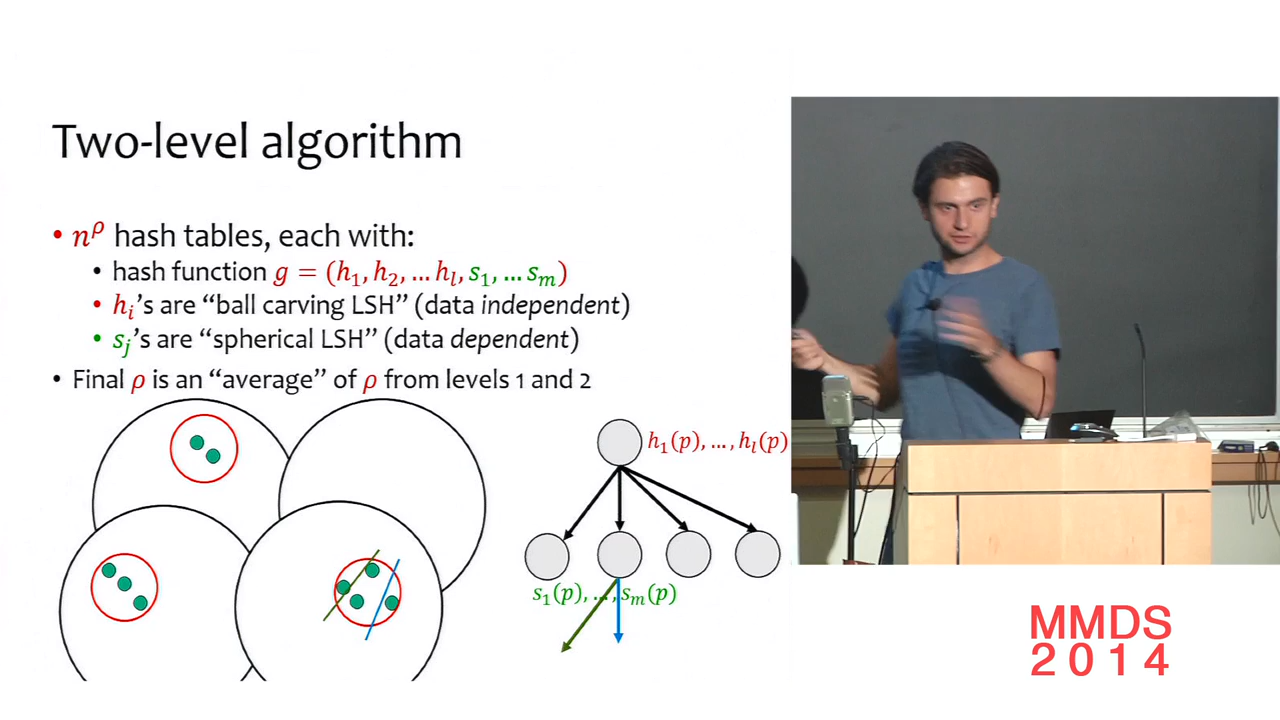 Two-level algorithm
• n^ρ hash tables, each with:
• hash function g = (h_1, h_2, … h_l, s_1, … s_m)
• h_i's are “ball carving LSH” (data independent)
• s_j's are “spherical LSH” (data dependent)
• Final ρ is an “average” of ρ from levels 1 and 2
h_1(p), …, h_l(p)
s_1(p), …, s_m(p)
MMDS
2014